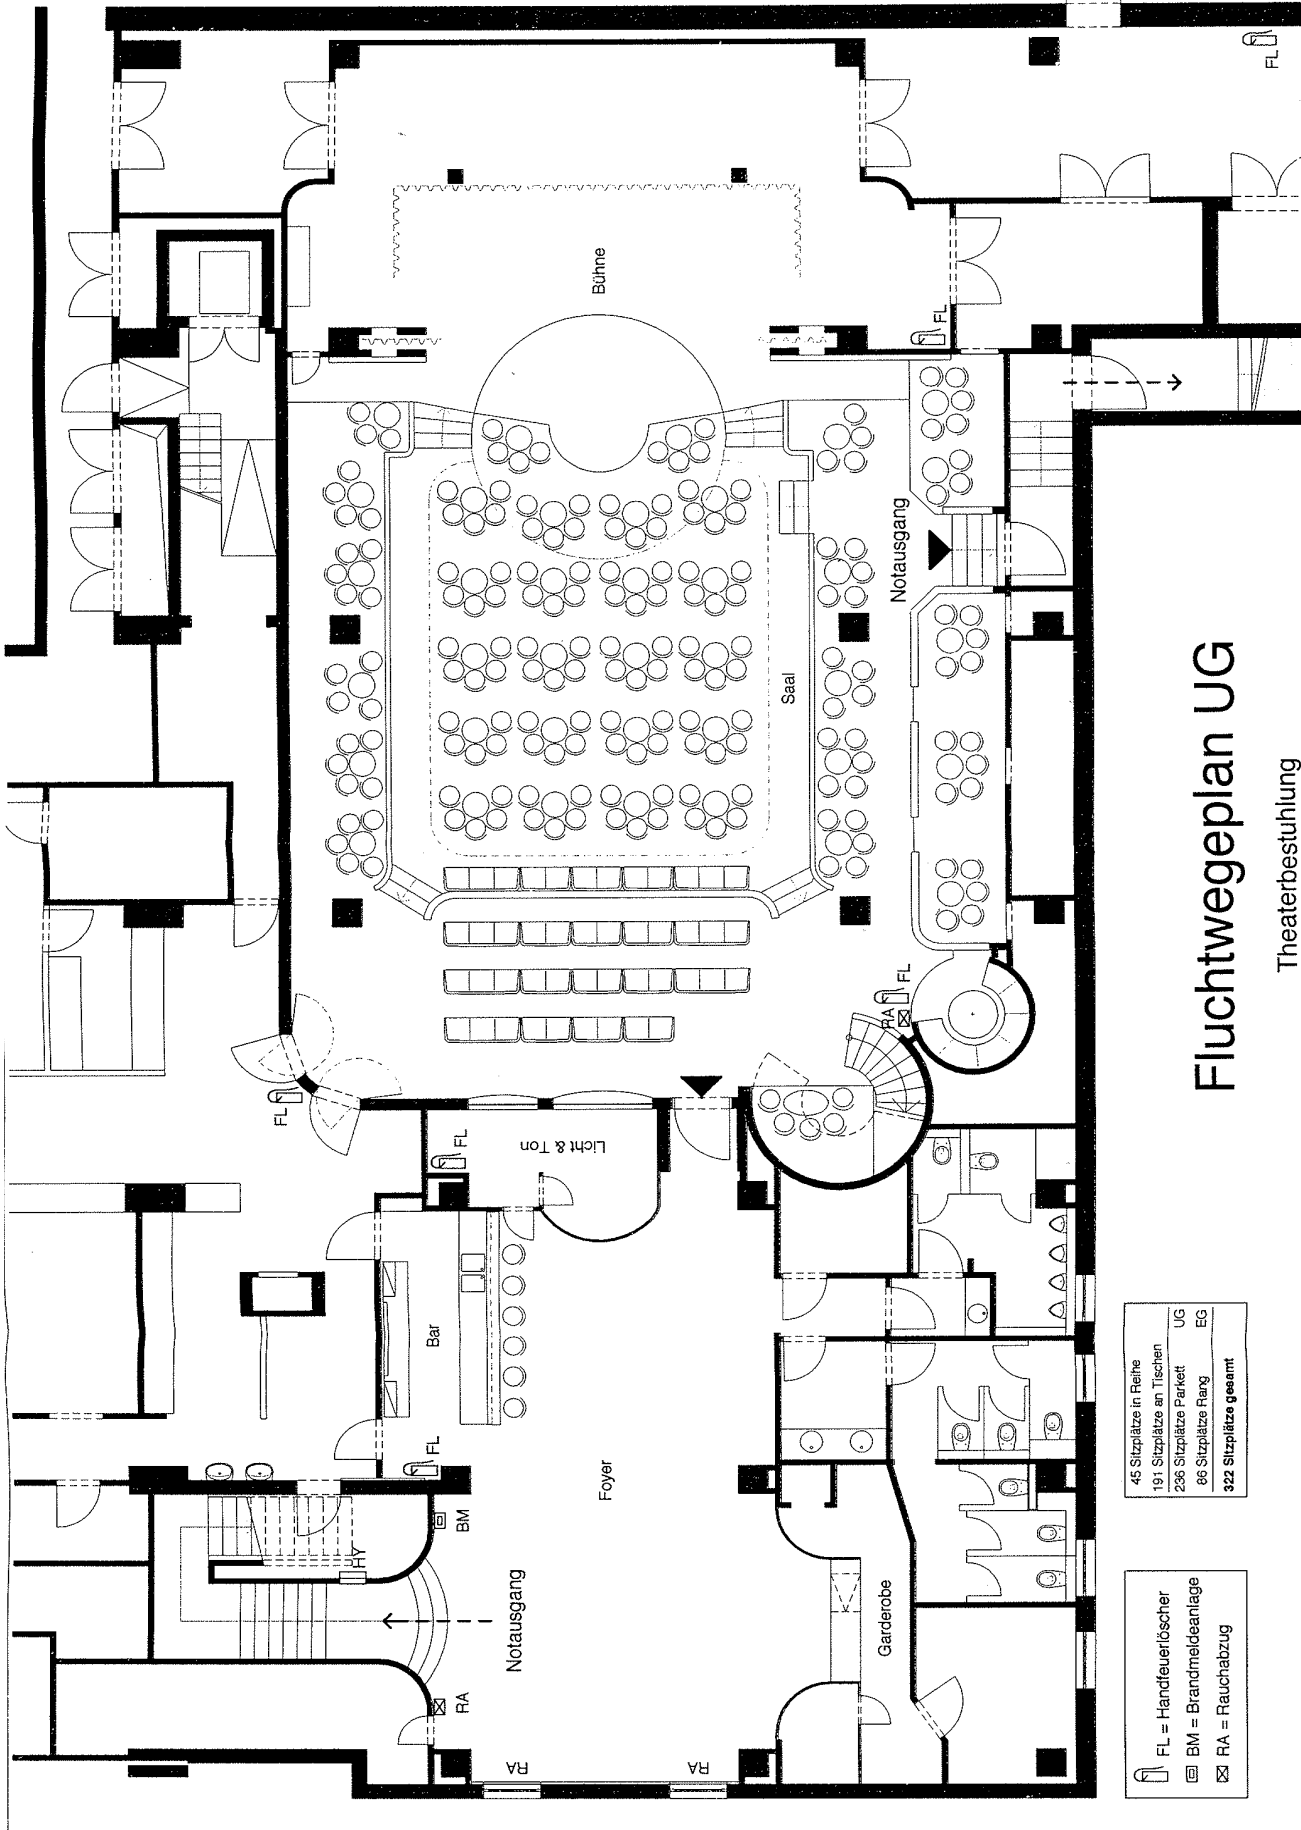 Fluchtwegeplan UG
Theaterbestuhlung
FL = Handfeuerlöscher
BM = Brandmeldeanlage
RA = Rauchabzug
45 Sitzplätze in Reihe
191 Sitzplätze an Tischen
236 Sitzplätze Parkett UG
86 Sitzplätze Rang EG
322 Sitzplätze gesamt
Bühne
Saal
Notausgang
Licht & Ton
Bar
Foyer
Notausgang
Garderobe
FL
FL
FL
FL
FL
FL
RA
RA
RA
RA
BM
HY